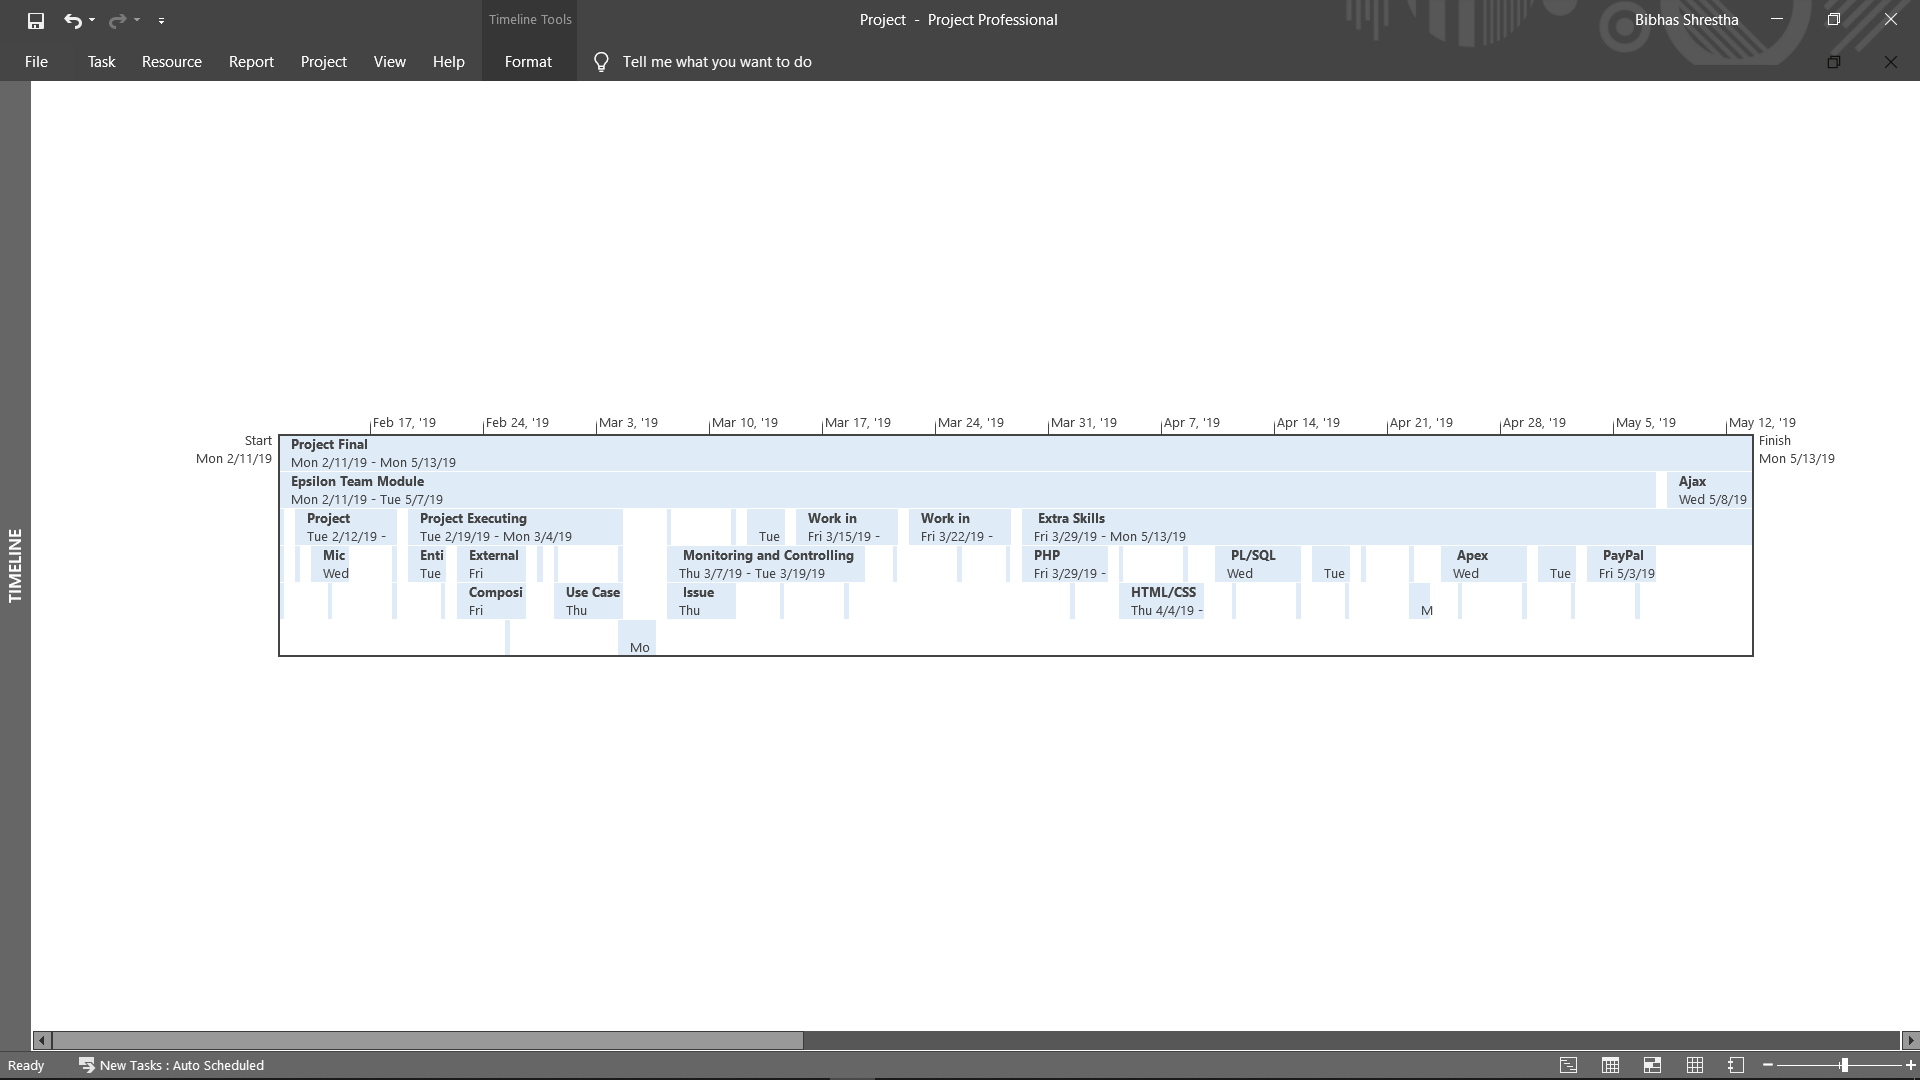 Timeline Tools
Project - Project Professional
Bibhas Shrestha
File Task Resource Report Project View Help Format Tell me what you want to do
Feb 17, '19 Feb 24, '19 Mar 3, '19 Mar 10, '19 Mar 17, '19 Mar 24, '19 Mar 31, '19 Apr 7, '19 Apr 14, '19 Apr 21, '19 Apr 28, '19 May 5, '19 May 12, '19
Start
Mon 2/11/19
Project Final
Mon 2/11/19 - Mon 5/13/19
Finish
Mon 5/13/19
Epsilon Team Module
Mon 2/11/19 - Tue 5/7/19
Ajax
Wed 5/8/19
Project
Tue 2/12/19 -
Project Executing
Tue 2/19/19 - Mon 3/4/19
Tue
Work in
Fri 3/15/19 -
Work in
Fri 3/22/19 -
Extra Skills
Fri 3/29/19 - Mon 5/13/19
Mic
Wed
Enti
Tue
External
Fri
Monitoring and Controlling
Thu 3/7/19 - Tue 3/19/19
PHP
Fri 3/29/19 -
PL/SQL
Wed
Tue
Apex
Wed
Tue
PayPal
Fri 5/3/19
Composi
Fri
Use Case
Thu
Issue
Thu
HTML/CSS
Thu 4/4/19 -
M
Mo
TIMELINE
Ready
New Tasks : Auto Scheduled